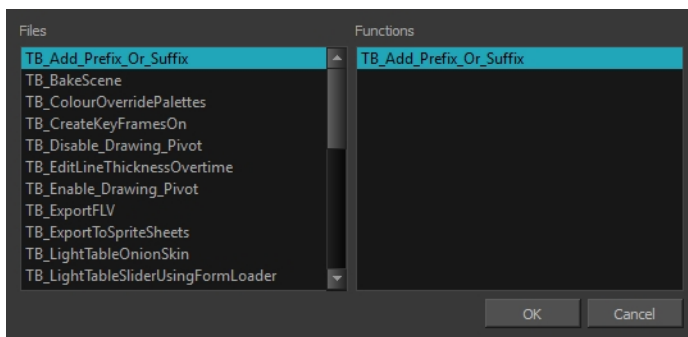 Files
TB_Add_Prefix_Or_Suffix
TB_BakeScene
TB_ColourOverridePalettes
TB_CreateKeyFramesOn
TB_Disable_Drawing_Pivot
TB_EditLineThicknessOvertime
TB_Enable_Drawing_Pivot
TB_ExportFLV
TB_ExportToSpriteSheets
TB_LightTableOnionSkin
TB_LightTableSliderUsingFormLoader
Functions
TB_Add_Prefix_Or_Suffix
OK
Cancel